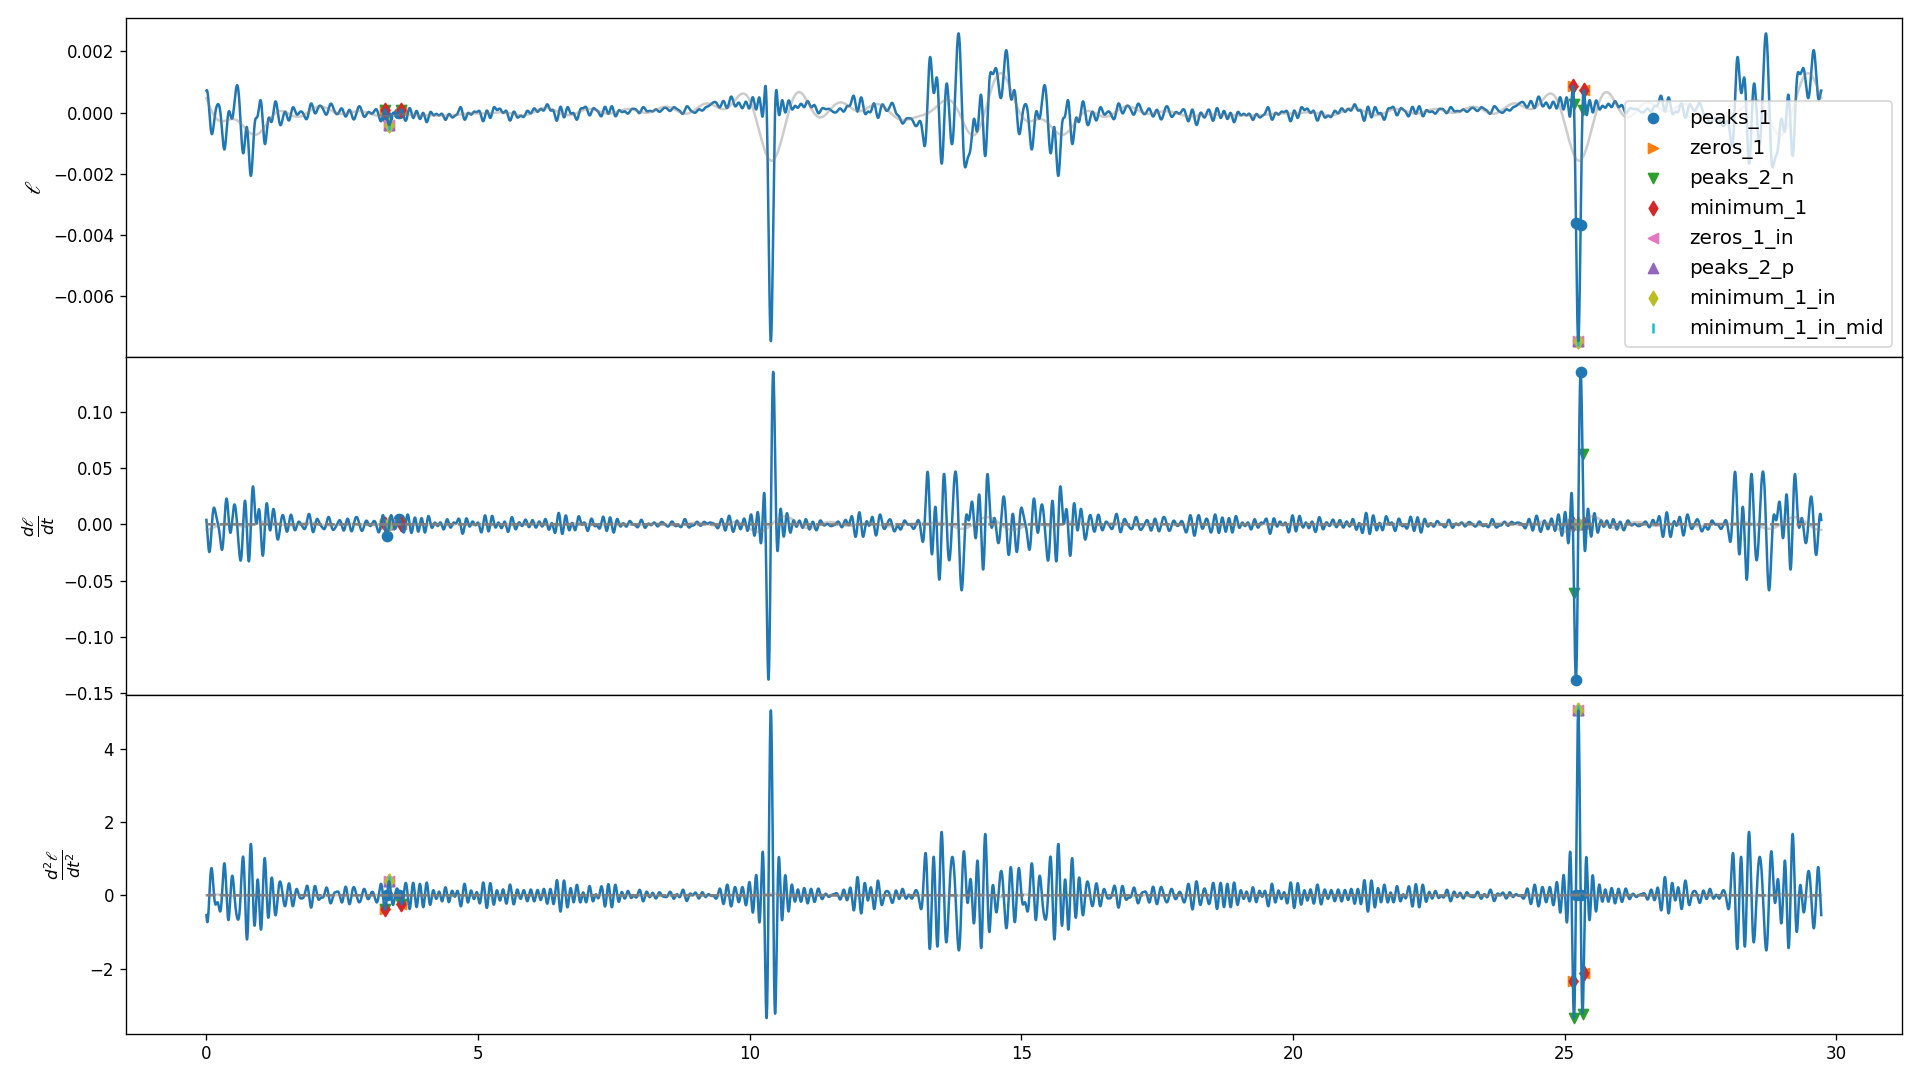 0.002
0.000
−0.002
−0.004
−0.006
ℓ
peaks_1
zeros_1
peaks_2_n
minimum_1
zeros_1_in
peaks_2_p
minimum_1_in
minimum_1_in_mid
0.10
0.05
0.00
−0.05
−0.10
−0.15
dℓ/dt
4
2
0
−2
d²ℓ/dt²
0 5 10 15 20 25 30